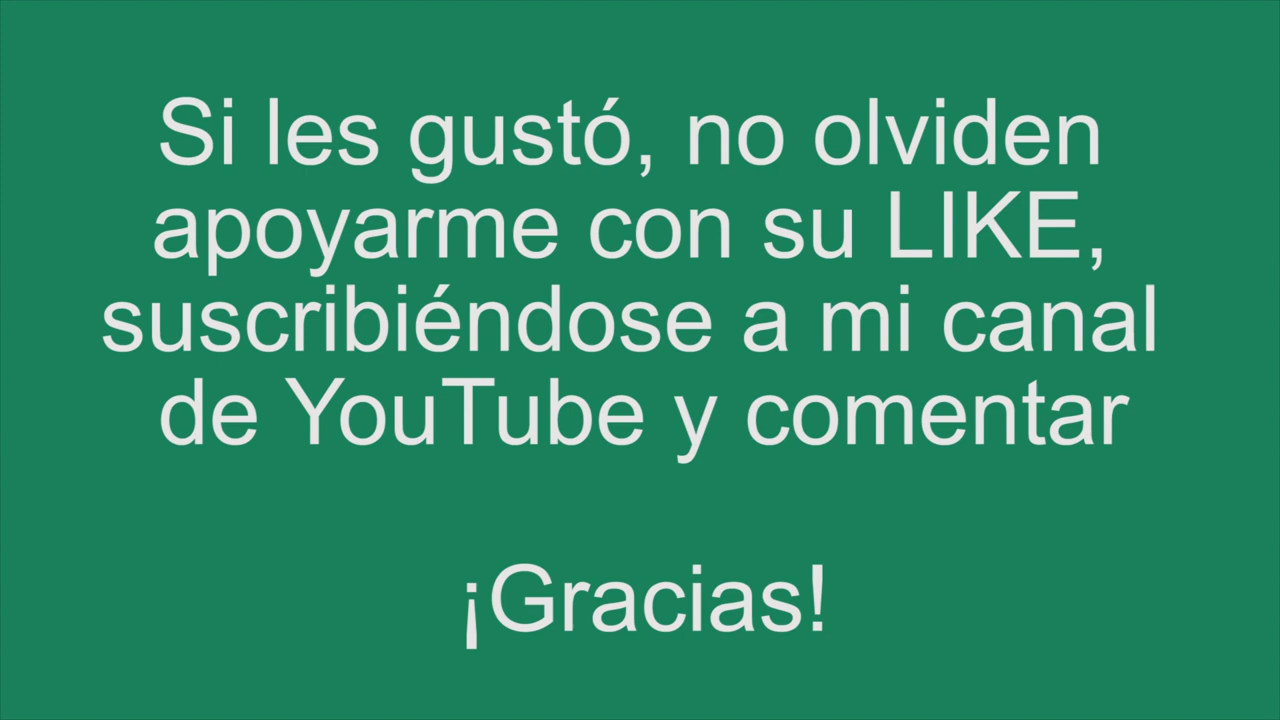 Si les gustó, no olviden
apoyarme con su LIKE,
suscribiéndose a mi canal
de YouTube y comentar
¡Gracias!